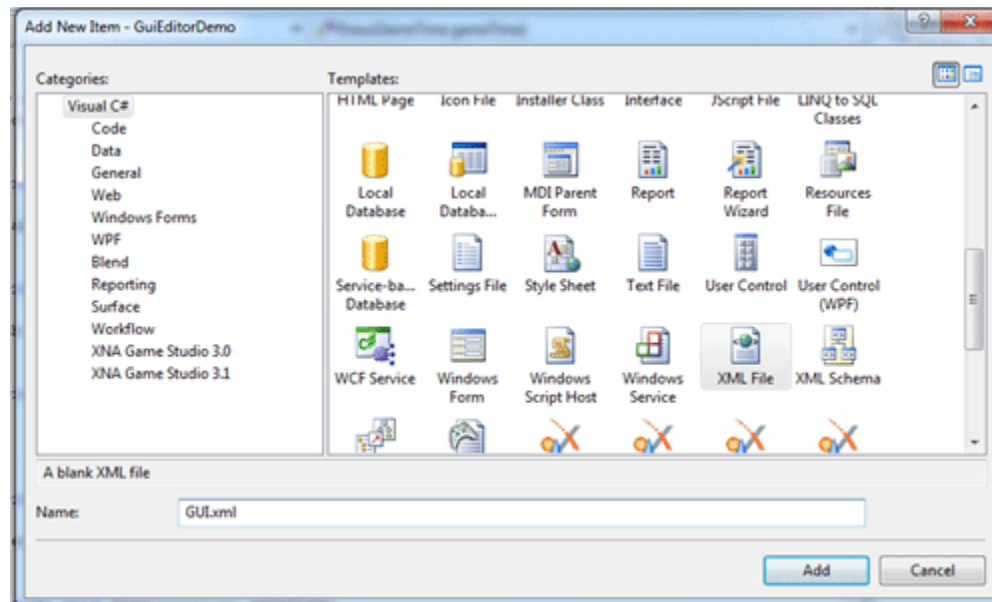 Add New Item - GuiEditorDemo
Categories:
Templates:
Visual C#
Code
Data
General
Web
Windows Forms
WPF
Blend
Reporting
Surface
Workflow
XNA Game Studio 3.0
XNA Game Studio 3.1
HTML Page Icon File Installer Class Interface JScript File LINQ to SQL
Classes
Local Local MDI Parent Report Report Resources
Database Databa... Form Wizard File
Service-ba... Settings File Style Sheet Text File User Control User Control
Database (WPF)
WCF Service Windows Windows Windows XML File XML Schema
Form Script Host Service
A blank XML file
Name:
GUI.xml
Add
Cancel